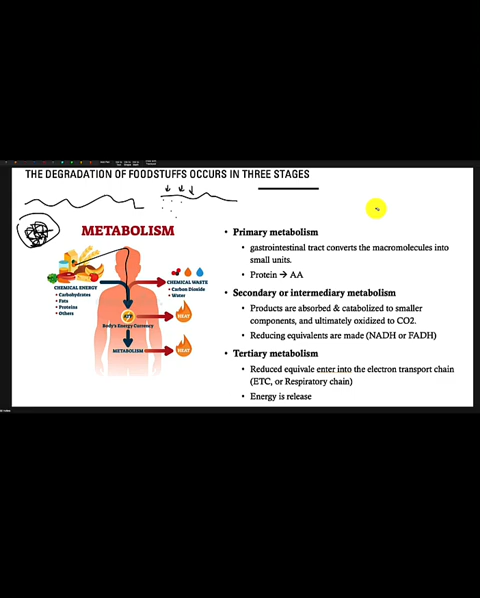 THE DEGRADATION OF FOODSTUFFS OCCURS IN THREE STAGES
METABOLISM
CHEMICAL ENERGY
• Carbohydrates
• Fats
• Proteins
• Others
CHEMICAL WASTE
• Carbon Dioxide
• Water
HEAT
Body's Energy Currency
METABOLISM
HEAT
• Primary metabolism
• gastrointestinal tract converts the macromolecules into
small units.
• Protein → AA
• Secondary or intermediary metabolism
• Products are absorbed & catabolized to smaller
components, and ultimately oxidized to CO2.
• Reducing equivalents are made (NADH or FADH)
• Tertiary metabolism
• Reduced equivale enter into the electron transport chain
(ETC, or Respiratory chain)
• Energy is release